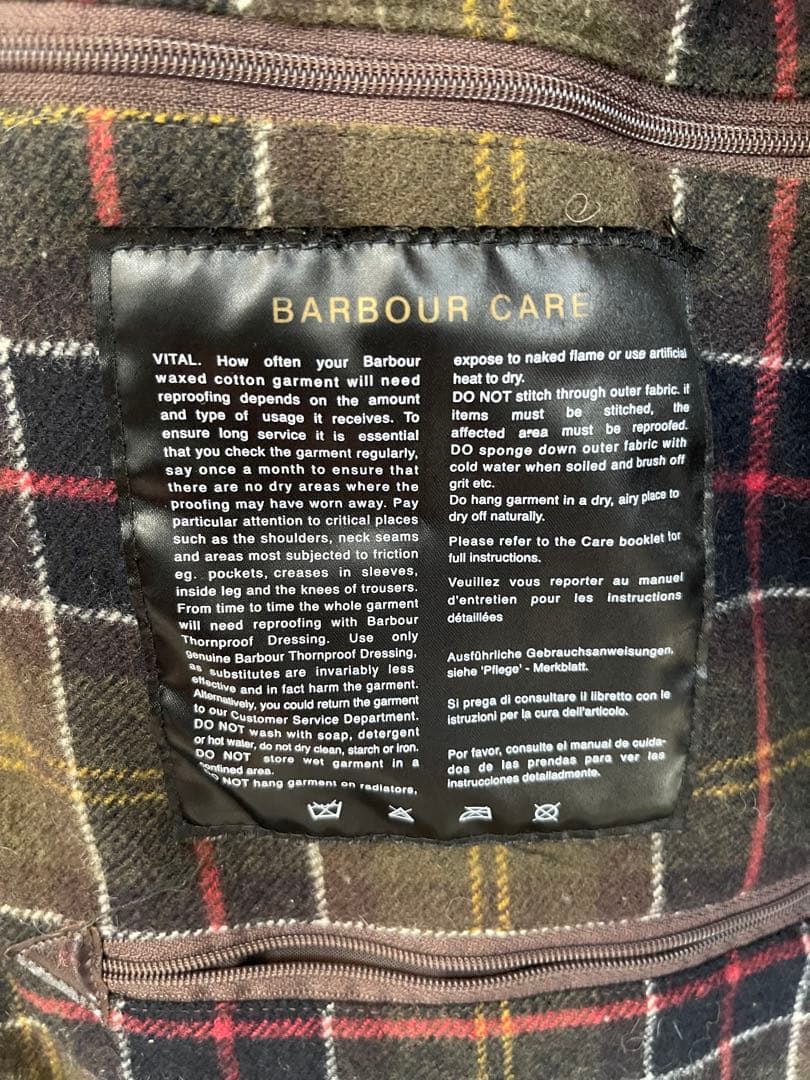 BARBOUR CARE
VITAL. How often your Barbour
waxed cotton garment will need
reproofing depends on the amount
and type of usage it receives. To
ensure long service it is essential
that you check the garment regularly,
say once a month to ensure that
there are no dry areas where the
proofing may have worn away. Pay
particular attention to critical places
such as the shoulders, neck seams
and areas most subjected to friction
eg. pockets, creases in sleeves,
inside leg and the knees of trousers.
From time to time the whole garment
will need reproofing with Barbour
Thornproof Dressing. Use only
genuine Barbour Thornproof Dressing,
as substitutes are invariably less
effective and in fact harm the garment.
Alternatively, you could return the garment
to our Customer Service Department.
DO NOT wash with soap, detergent
or hot water, do not dry clean, starch or iron.
DO NOT store wet garment in a
confined area.
DO NOT hang garment on radiators,
expose to naked flame or use artificial
heat to dry.
DO NOT stitch through outer fabric. if
items must be stitched, the
affected area must be reproofed.
DO sponge down outer fabric with
cold water when soiled and brush off
grit etc.
Do hang garment in a dry, airy place to
dry off naturally.
Please refer to the Care booklet for
full instructions.
Veuillez vous reporter au manuel
d'entretien pour les instructions
détaillées
Ausführliche Gebrauchsanweisungen,
siehe 'Pflege' - Merkblatt.
Si prega di consultare il libretto con le
istruzioni per la cura dell'articolo.
Por favor, consulte el manual de cuida-
dos de las prendas para ver las
instrucciones detalladmente.